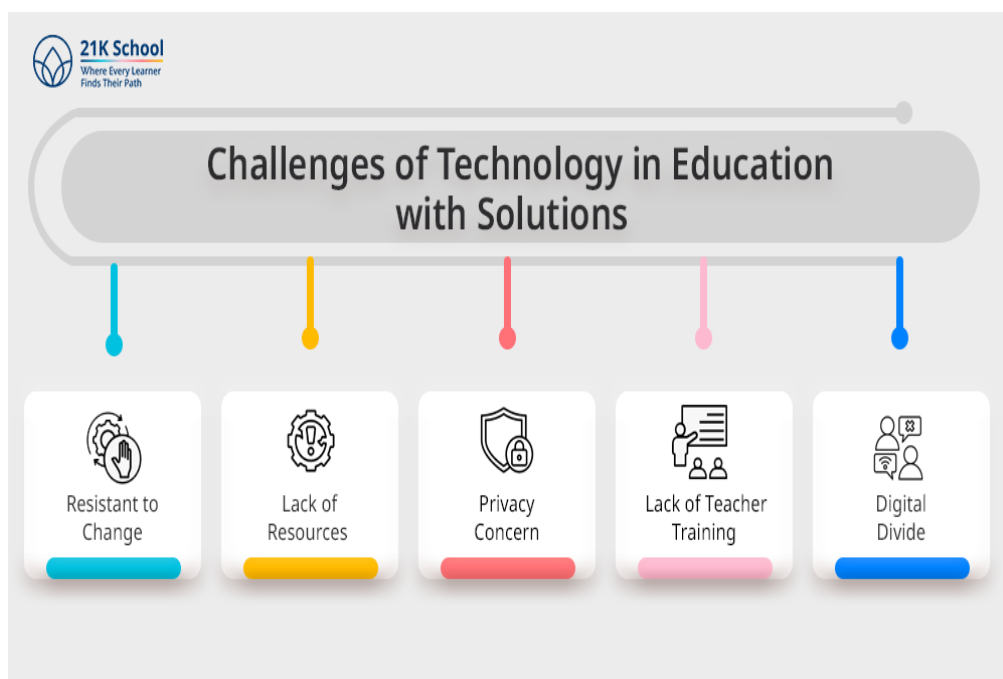 21K School
Where Every Learner
Finds Their Path
Challenges of Technology in Education
with Solutions
Resistant to
Change
Lack of
Resources
Privacy
Concern
Lack of Teacher
Training
Digital
Divide